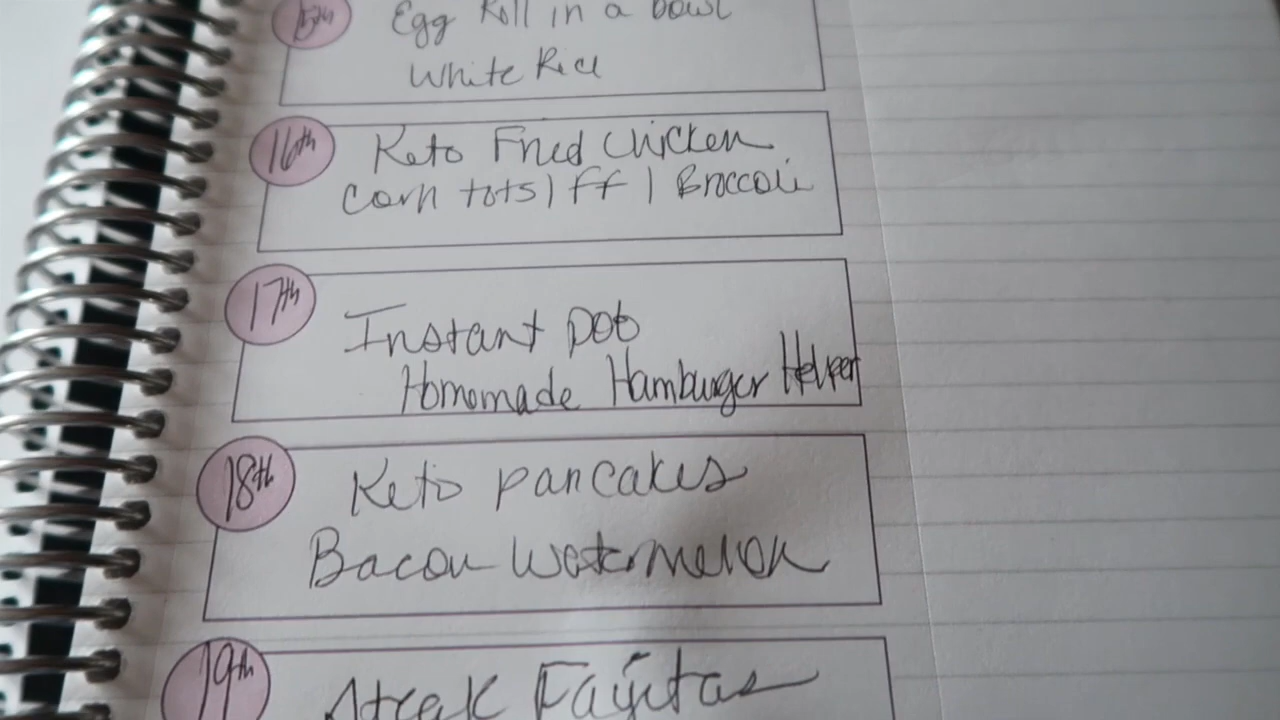 15th
Egg Roll in a bowl
White Rice
16th
Keto Fried Chicken
Corn tots | ff | Broccoli
17th
Instant pot
Homemade Hamburger Helper
18th
Keto pancakes
Bacon Watermelon
19th
Steak Fajitas